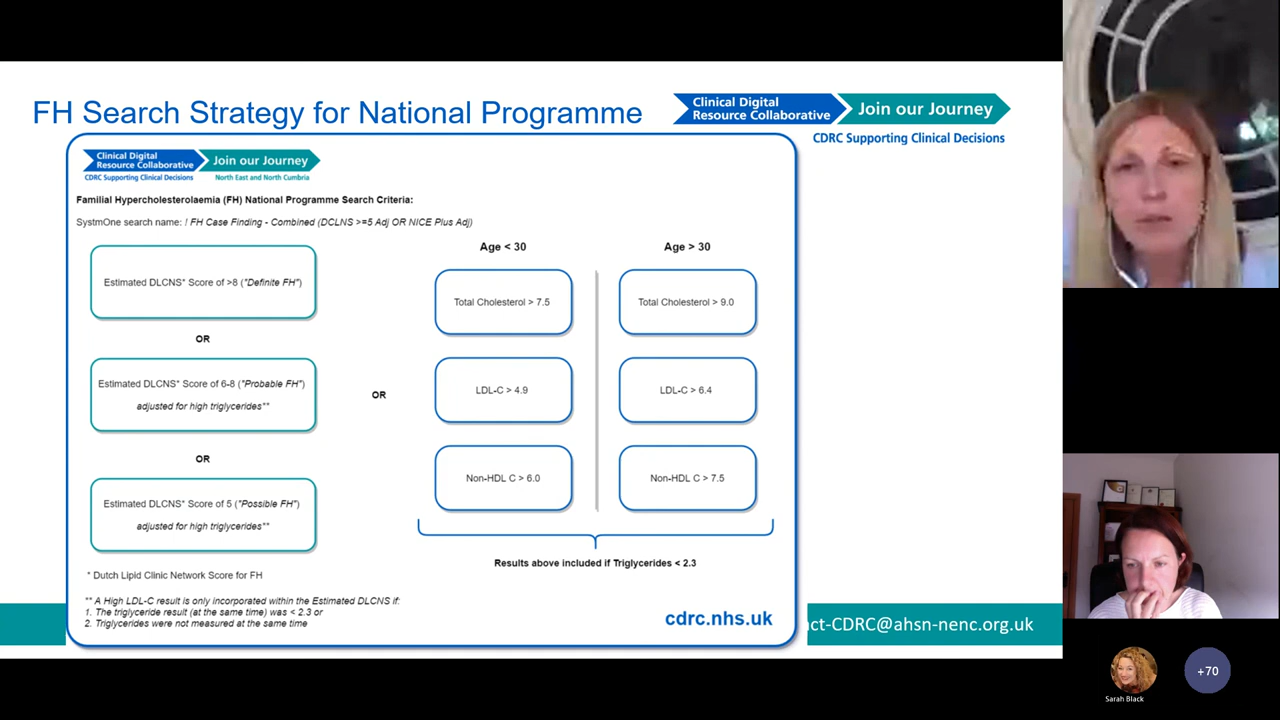 FH Search Strategy for National Programme
Clinical Digital
Resource Collaborative
Join our Journey
CDRC Supporting Clinical Decisions
Clinical Digital
Resource Collaborative
Join our Journey
CDRC Supporting Clinical Decisions
North East and North Cumbria
Familial Hypercholesterolaemia (FH) National Programme Search Criteria:
SystmOne search name: ! FH Case Finding - Combined (DCLNS >=5 Adj OR NICE Plus Adj)
Estimated DLCNS* Score of >8 ("Definite FH")
OR
Estimated DLCNS* Score of 6-8 ("Probable FH")
adjusted for high triglycerides**
OR
Estimated DLCNS* Score of 5 ("Possible FH")
adjusted for high triglycerides**
OR
Age < 30
Age > 30
Total Cholesterol > 7.5
Total Cholesterol > 9.0
LDL-C > 4.9
LDL-C > 6.4
Non-HDL C > 6.0
Non-HDL C > 7.5
Results above included if Triglycerides < 2.3
* Dutch Lipid Clinic Network Score for FH
** A High LDL-C result is only incorporated within the Estimated DLCNS if:
1. The triglyceride result (at the same time) was < 2.3 or
2. Triglycerides were not measured at the same time
cdrc.nhs.uk
ct-CDRC@ahsn-nenc.org.uk
Sarah Black
+70